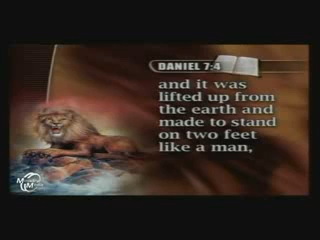 DANIEL 7:4
and it was
lifted up from
the earth and
made to stand
on two feet
like a man,